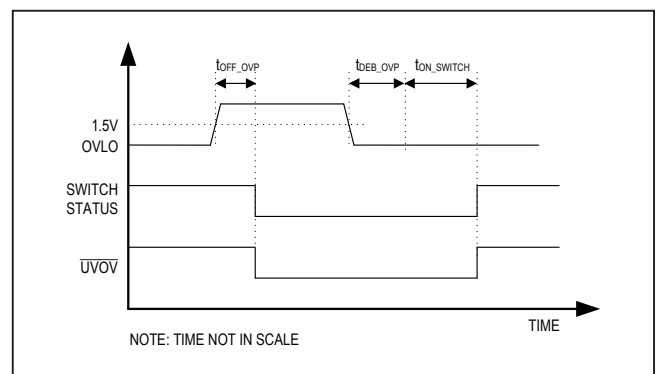 tOFF_OVP tDEB_OVP tON_SWITCH
1.5V
OVLO
SWITCH
STATUS
UVOV
TIME
NOTE: TIME NOT IN SCALE